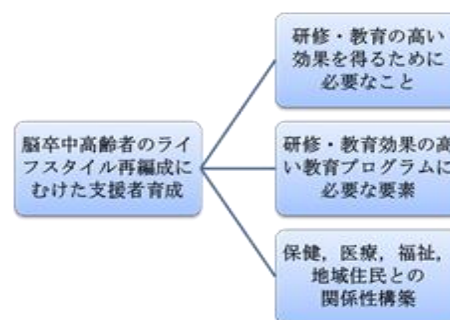 研修・教育の高い
効果を得るために
必要なこと
脳卒中高齢者のライ
フスタイル再編成に
むけた支援者育成
研修・教育効果の高
い教育プログラムに
必要な要素
保健，医療，福祉，
地域住民との
関係性構築